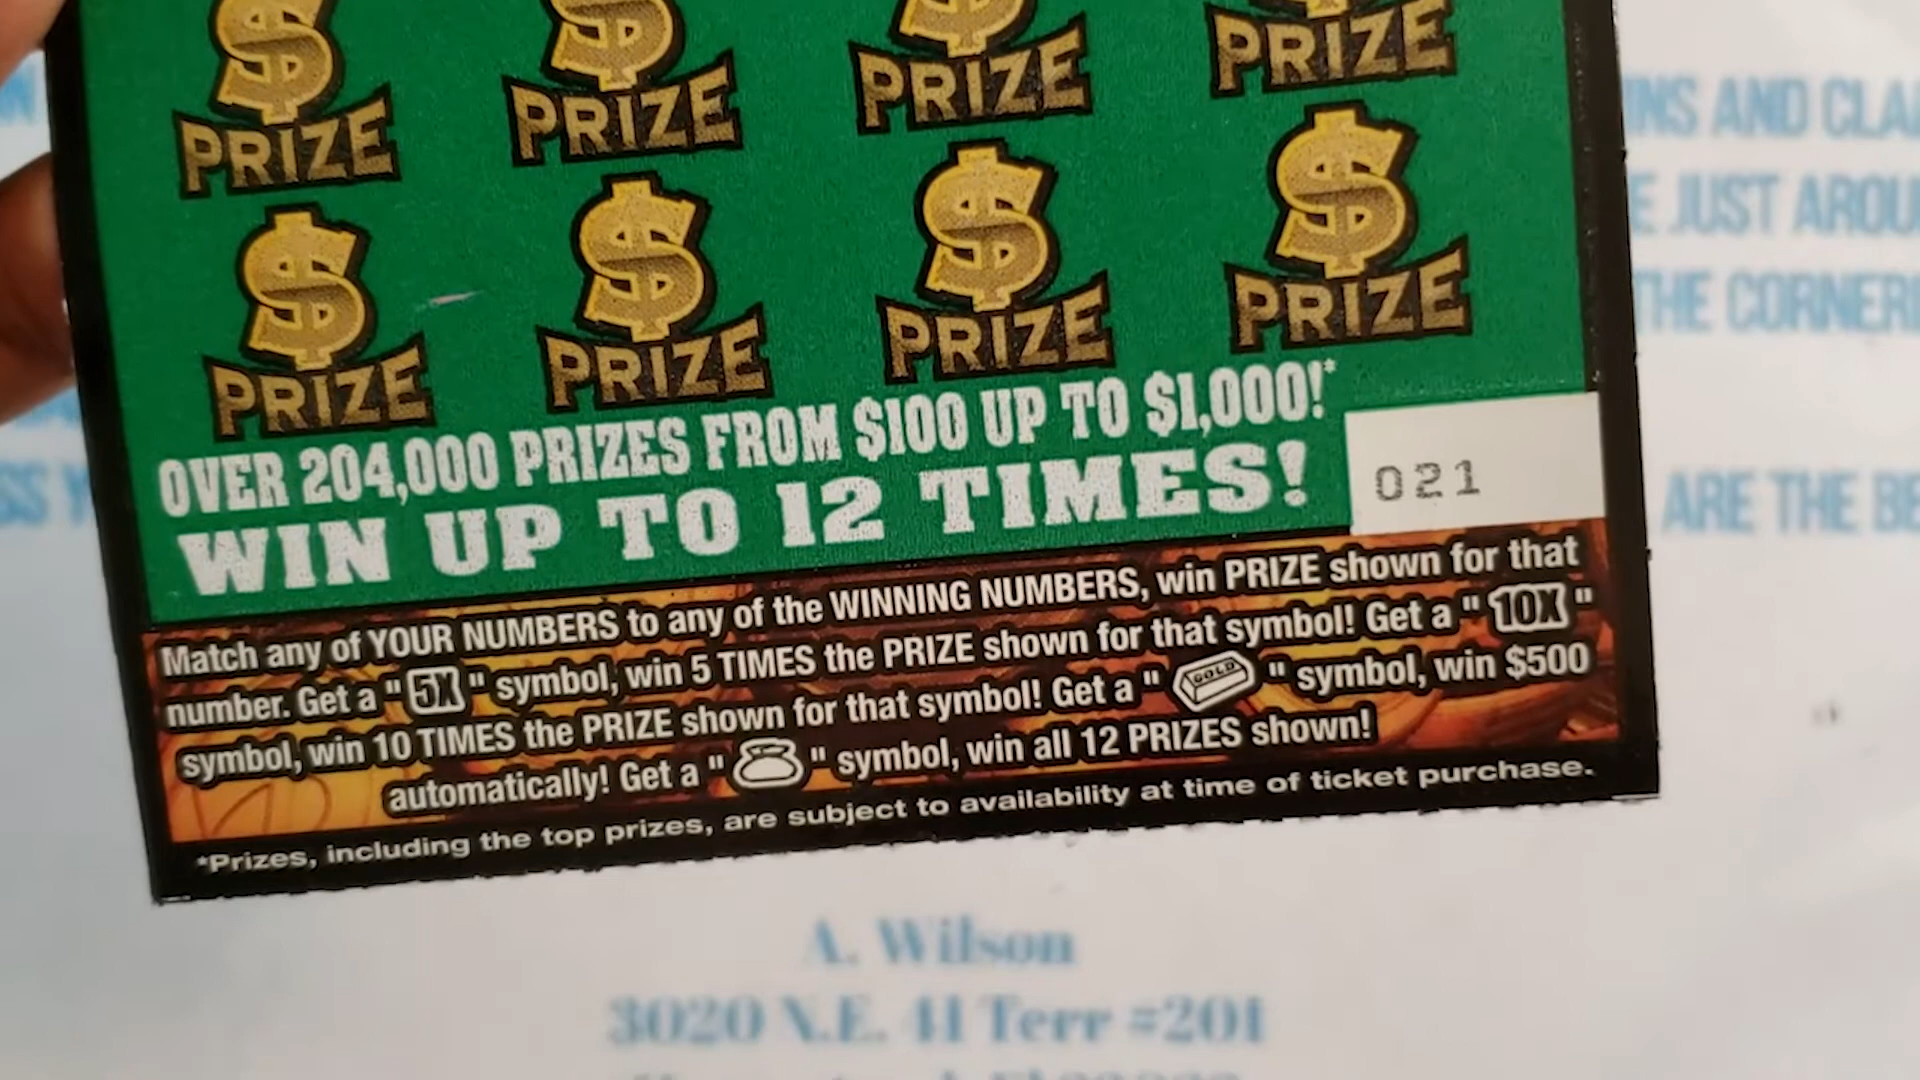 PRIZE PRIZE PRIZE PRIZE
PRIZE PRIZE PRIZE PRIZE
OVER 204,000 PRIZES FROM $100 UP TO $1,000!*
WIN UP TO 12 TIMES!
021
Match any of YOUR NUMBERS to any of the WINNING NUMBERS, win PRIZE shown for that
number. Get a "5X" symbol, win 5 TIMES the PRIZE shown for that symbol! Get a "10X"
symbol, win 10 TIMES the PRIZE shown for that symbol! Get a "GOLD" symbol, win $500
automatically! Get a " " symbol, win all 12 PRIZES shown!
*Prizes, including the top prizes, are subject to availability at time of ticket purchase.
AND
JUST
THE
ARE THE
A. Wilson
3020 N.E. 41 Terr #201